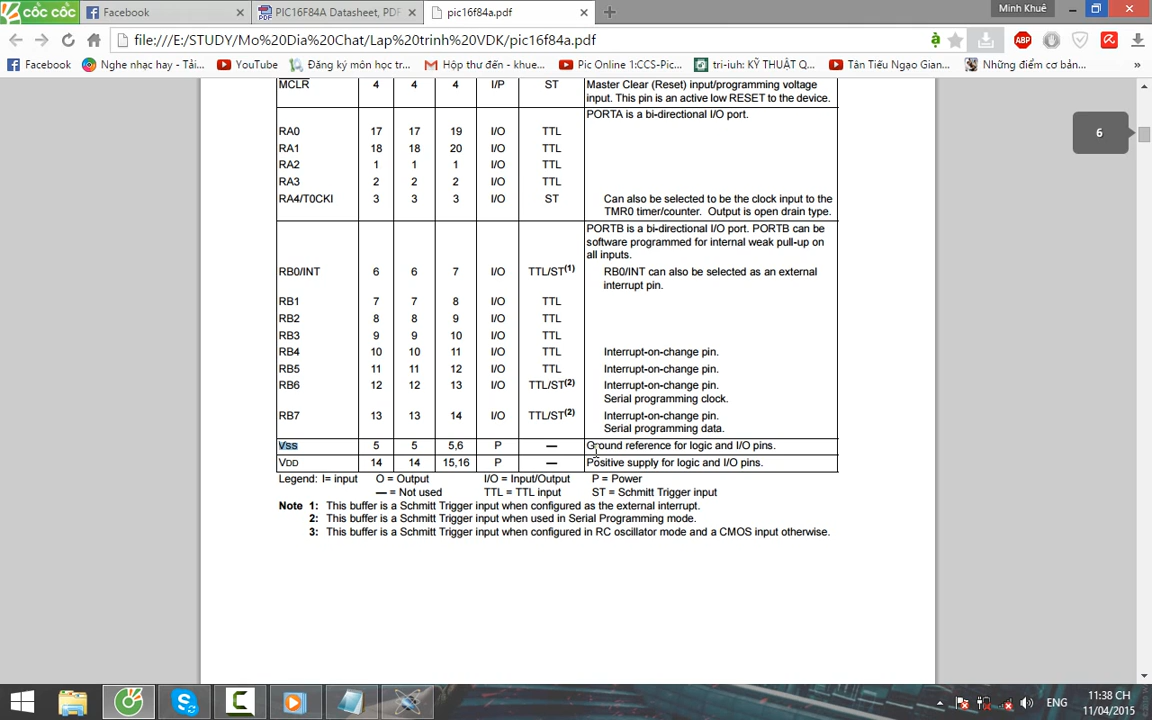 cốc cốc
Facebook
PIC16F84A Datasheet, PDF
pic16f84a.pdf
Minh Khuê
file:///E:/STUDY/Mo%20Dia%20Chat/Lap%20trinh%20VDK/pic16f84a.pdf
ABP
Facebook
Nghe nhạc hay - Tải...
YouTube
Đăng ký môn học tr...
Hộp thư đến - khue...
Pic Online 1:CCS-Pic...
tri-iuh: KỸ THUẬT Q...
Tân Tiếu Ngạo Gian...
Những điểm cơ bản...
»
6
MCLR 4 4 4 I/P ST Master Clear (Reset) input/programming voltage
input. This pin is an active low RESET to the device.
PORTA is a bi-directional I/O port.
RA0 17 17 19 I/O TTL
RA1 18 18 20 I/O TTL
RA2 1 1 1 I/O TTL
RA3 2 2 2 I/O TTL
RA4/T0CKI 3 3 3 I/O ST Can also be selected to be the clock input to the
TMR0 timer/counter. Output is open drain type.
PORTB is a bi-directional I/O port. PORTB can be
software programmed for internal weak pull-up on
all inputs.
RB0/INT 6 6 7 I/O TTL/ST(1) RB0/INT can also be selected as an external
interrupt pin.
RB1 7 7 8 I/O TTL
RB2 8 8 9 I/O TTL
RB3 9 9 10 I/O TTL
RB4 10 10 11 I/O TTL Interrupt-on-change pin.
RB5 11 11 12 I/O TTL Interrupt-on-change pin.
RB6 12 12 13 I/O TTL/ST(2) Interrupt-on-change pin.
Serial programming clock.
RB7 13 13 14 I/O TTL/ST(2) Interrupt-on-change pin.
Serial programming data.
VSS 5 5 5,6 P — Ground reference for logic and I/O pins.
VDD 14 14 15,16 P — Positive supply for logic and I/O pins.
Legend: I= input O = Output I/O = Input/Output P = Power
— = Not used TTL = TTL input ST = Schmitt Trigger input
Note 1: This buffer is a Schmitt Trigger input when configured as the external interrupt.
2: This buffer is a Schmitt Trigger input when used in Serial Programming mode.
3: This buffer is a Schmitt Trigger input when configured in RC oscillator mode and a CMOS input otherwise.
ENG
11:38 CH
11/04/2015